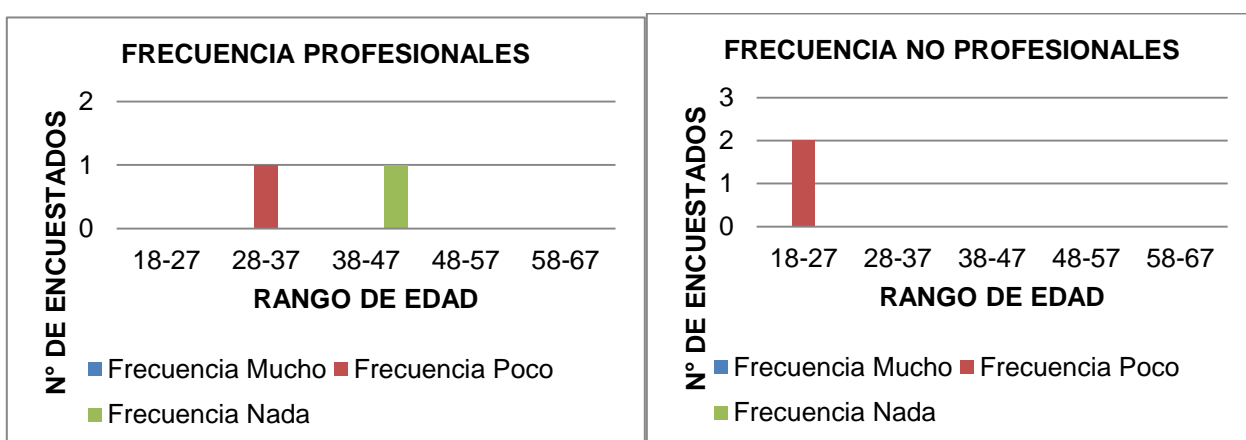 FRECUENCIA PROFESIONALES
N° DE ENCUESTADOS
2
1
0
18-27 28-37 38-47 48-57 58-67
RANGO DE EDAD
Frecuencia Mucho Frecuencia Poco
Frecuencia Nada
FRECUENCIA NO PROFESIONALES
N° DE ENCUESTADOS
3
2
1
0
18-27 28-37 38-47 48-57 58-67
RANGO DE EDAD
Frecuencia Mucho Frecuencia Poco
Frecuencia Nada